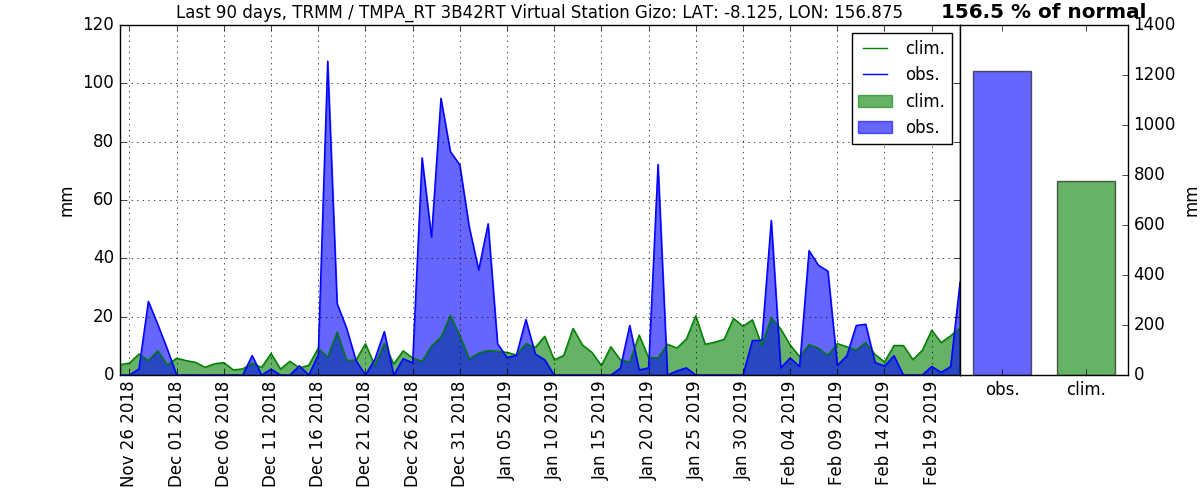 Last 90 days, TRMM / TMPA_RT 3B42RT Virtual Station Gizo: LAT: -8.125, LON: 156.875
156.5 % of normal
120
100
80
60
40
20
0
mm
clim.
obs.
clim.
obs.
1400
1200
1000
800
600
400
200
0
mm
obs.
clim.
Nov 26 2018
Dec 01 2018
Dec 06 2018
Dec 11 2018
Dec 16 2018
Dec 21 2018
Dec 26 2018
Dec 31 2018
Jan 05 2019
Jan 10 2019
Jan 15 2019
Jan 20 2019
Jan 25 2019
Jan 30 2019
Feb 04 2019
Feb 09 2019
Feb 14 2019
Feb 19 2019